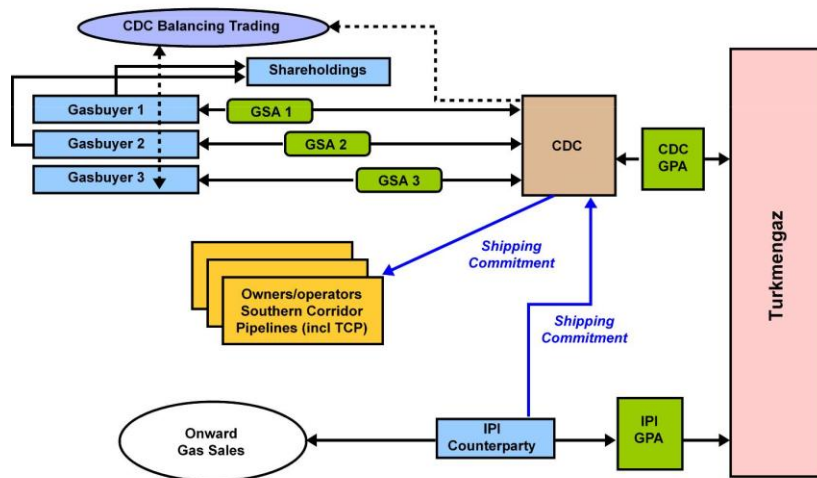 CDC Balancing Trading
Shareholdings
Gasbuyer 1
GSA 1
Gasbuyer 2
GSA 2
CDC
CDC
GPA
Gasbuyer 3
GSA 3
Turkmengaz
Shipping
Commitment
Owners/operators
Southern Corridor
Pipelines (incl TCP)
Shipping
Commitment
Onward
Gas Sales
IPI
Counterparty
IPI
GPA